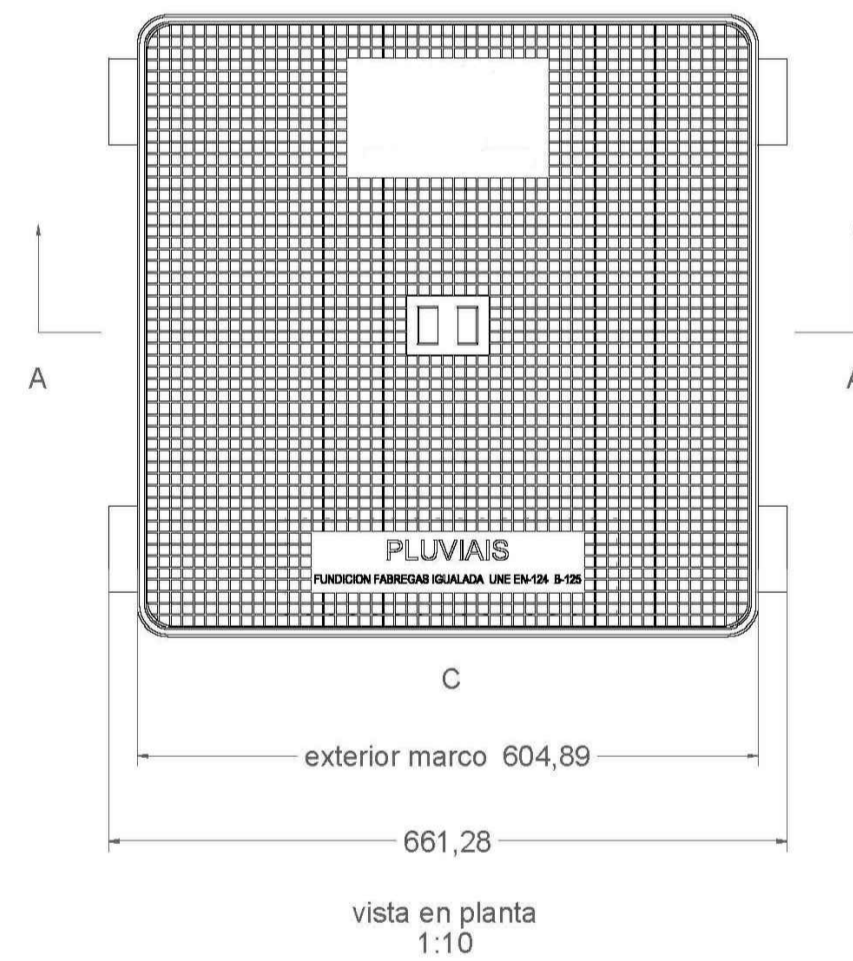 A
A
PLUVIAIS
FUNDICION FABREGAS IGUALADA UNE EN-124 B-125
C
exterior marco 604,89
661,28
vista en planta
1:10